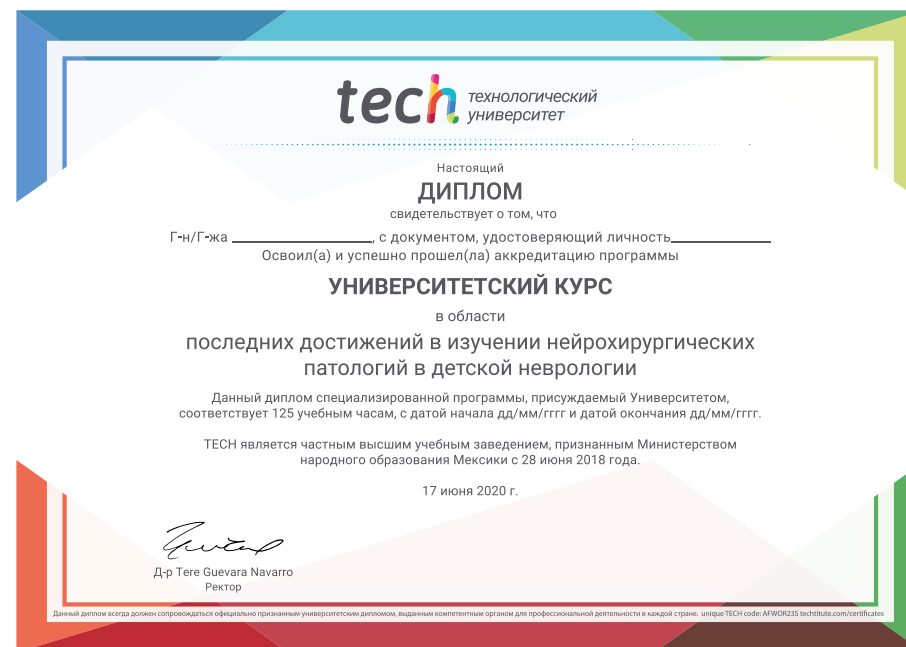 tech технологический
университет
Настоящий
ДИПЛОМ
свидетельствует о том, что
Г-н/Г-жа ____________________, с документом, удостоверяющий личность______________
Освоил(а) и успешно прошел(ла) аккредитацию программы
УНИВЕРСИТЕТСКИЙ КУРС
в области
последних достижений в изучении нейрохирургических
патологий в детской неврологии
Данный диплом специализированной программы, присуждаемый Университетом,
соответствует 125 учебным часам, с датой начала дд/мм/гггг и датой окончания дд/мм/гггг.
TECH является частным высшим учебным заведением, признанным Министерством
народного образования Мексики с 28 июня 2018 года.
17 июня 2020 г.
Д-р Tere Guevara Navarro
Ректор
Данный диплом всегда должен сопровождаться официально признанным университетским дипломом, выданным компетентным органом для профессиональной деятельности в каждой стране. unique TECH code: AFWOR23S techtitute.com/certificates